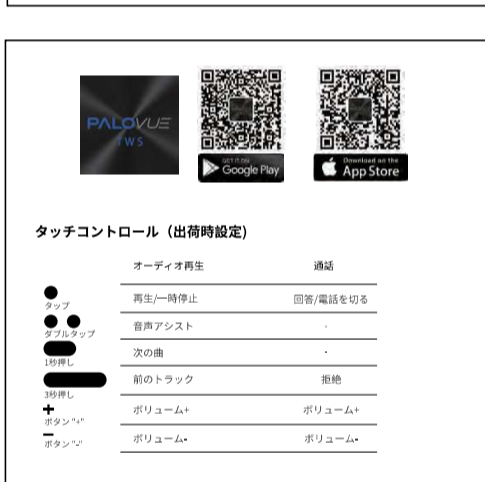 PALOVUE
TWS
GET IT ON
Google Play
Download on the
App Store
タッチコントロール（出荷時設定)
オーディオ再生 通話
タップ 再生/一時停止 回答/電話を切る
ダブルタップ 音声アシスト -
1秒押し 次の曲 -
3秒押し 前のトラック 拒絶
ボタン "+" ボリューム+ ボリューム+
ボタン "-" ボリューム- ボリューム-